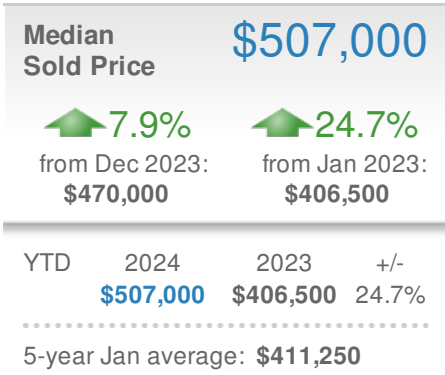 Median
Sold Price
$507,000
7.9%
from Dec 2023:
$470,000
24.7%
from Jan 2023:
$406,500
YTD 2024 2023 +/-
$507,000 $406,500 24.7%
5-year Jan average: $411,250